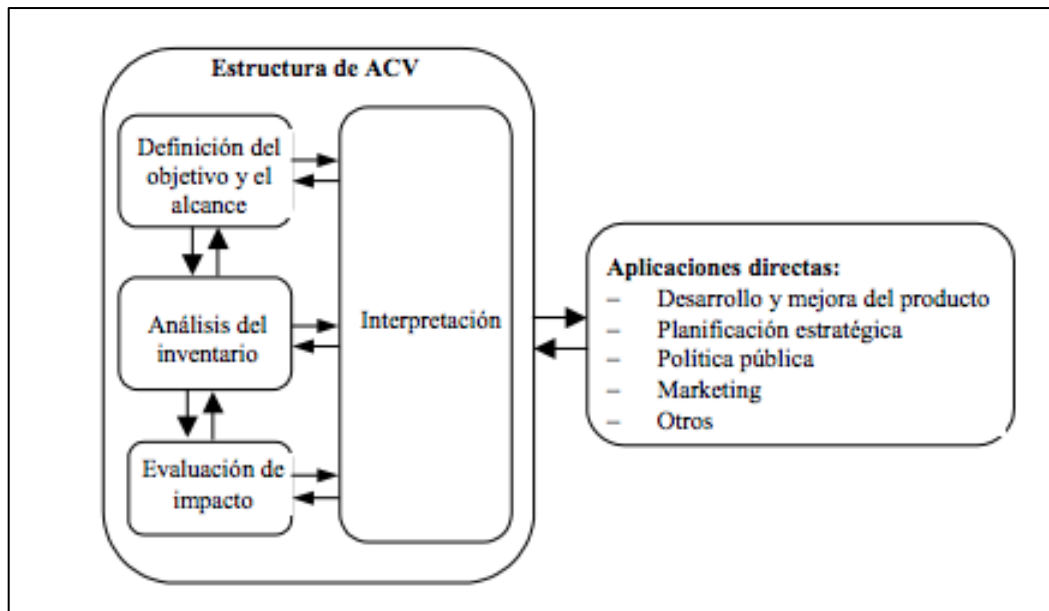 Estructura de ACV
Definición del
objetivo y el
alcance
Análisis del
inventario
Evaluación de
impacto
Interpretación
Aplicaciones directas:
– Desarrollo y mejora del producto
– Planificación estratégica
– Política pública
– Marketing
– Otros